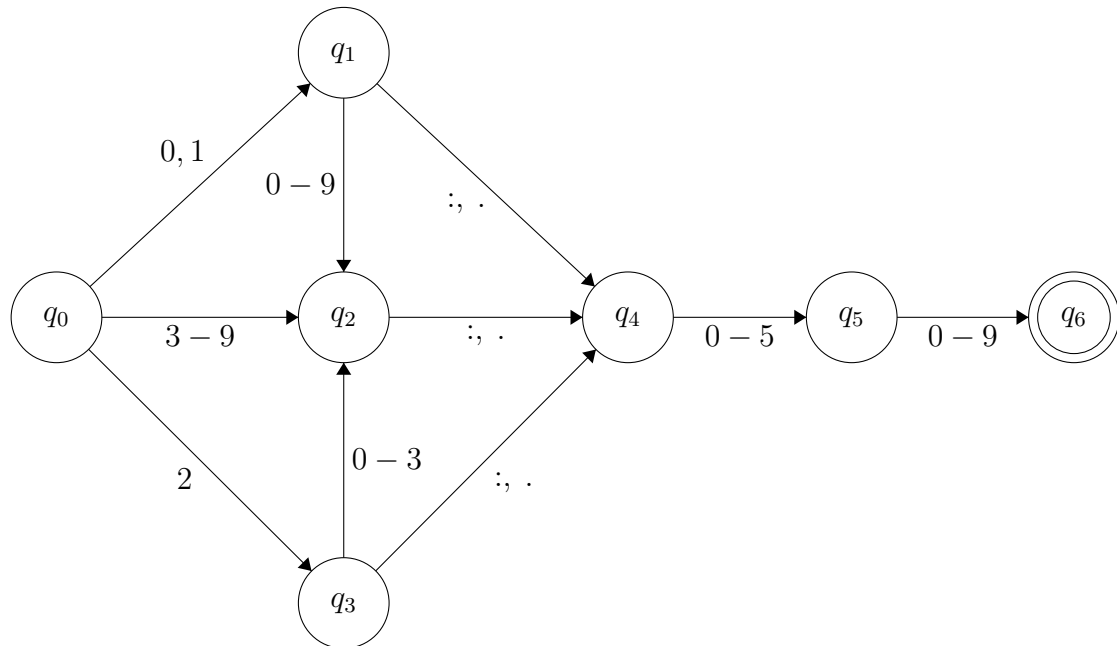 q₁
0, 1
0 − 9
:, .
q₀
3 − 9
q₂
:, .
q₄
0 − 5
q₅
0 − 9
q₆
2
0 − 3
:, .
q₃